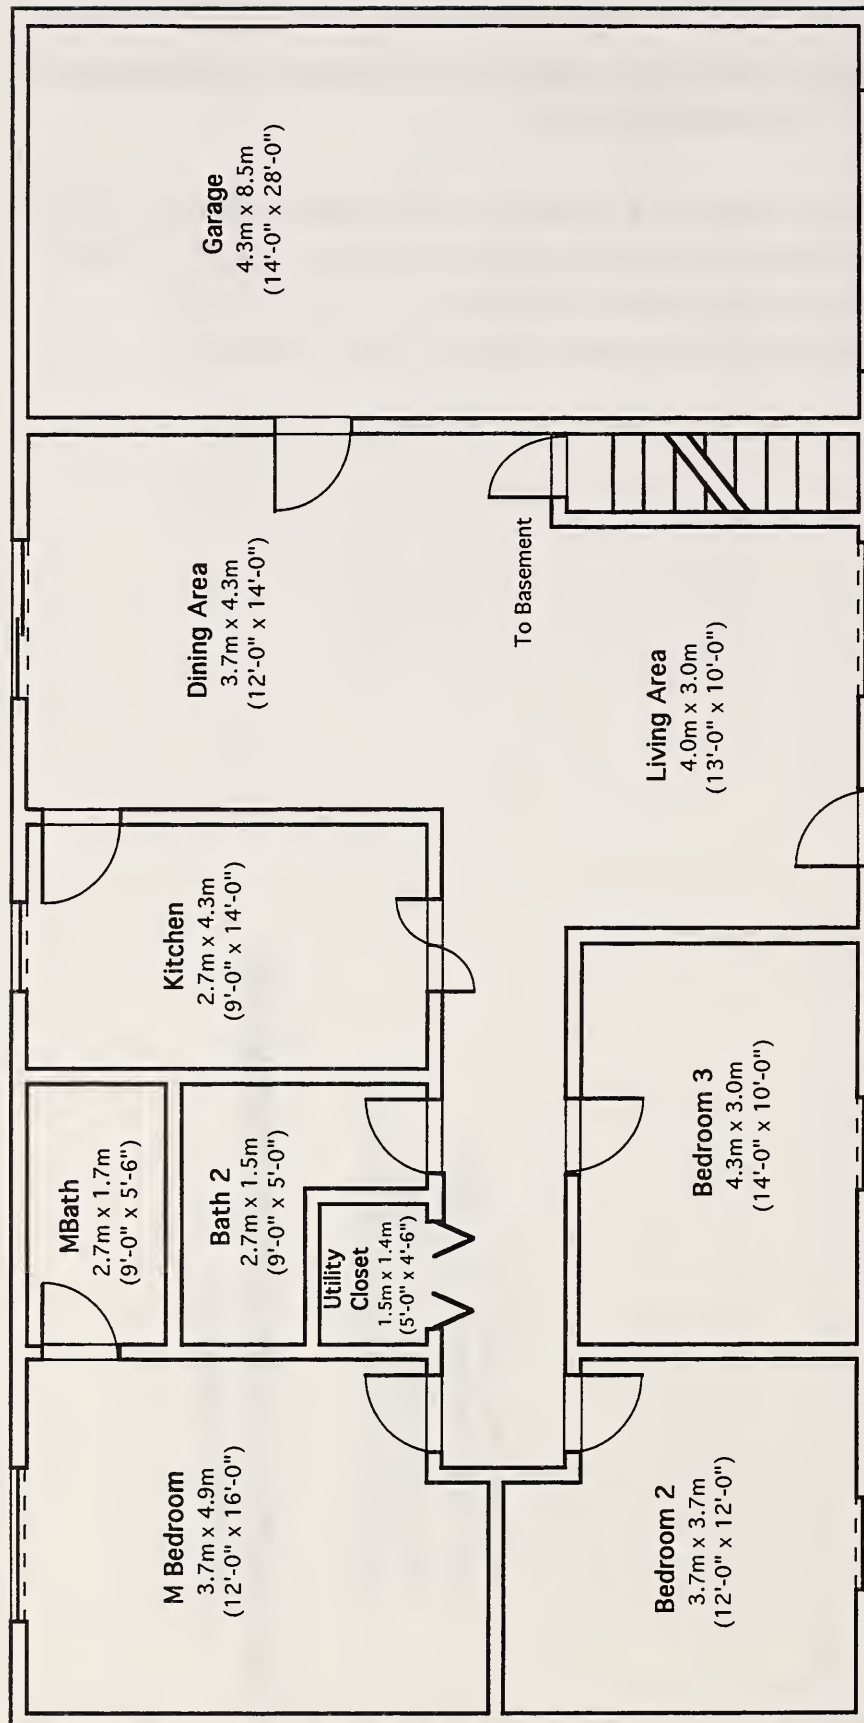 M Bedroom
3.7m x 4.9m
(12'-0" x 16'-0")
MBath
2.7m x 1.7m
(9'-0" x 5'-6")
Kitchen
2.7m x 4.3m
(9'-0" x 14'-0")
Dining Area
3.7m x 4.3m
(12'-0" x 14'-0")
Garage
4.3m x 8.5m
(14'-0" x 28'-0")
Bath 2
2.7m x 1.5m
(9'-0" x 5'-0")
Utility
Closet
1.5m x 1.4m
(5'-0" x 4'-6")
To Basement
Bedroom 2
3.7m x 3.7m
(12'-0" x 12'-0")
Bedroom 3
4.3m x 3.0m
(14'-0" x 10'-0")
Living Area
4.0m x 3.0m
(13'-0" x 10'-0")